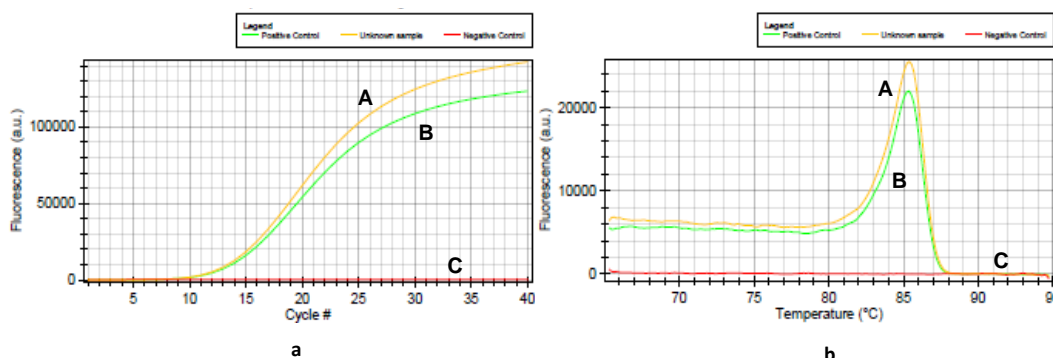 Legend
Positive Control Unknown sample Negative Control
Fluorescence (a.u.)
100000
50000
0
A
B
C
5 10 15 20 25 30 35 40
Cycle #
a
Legend
Positive Control Unknown sample Negative Control
Fluorescence (a.u.)
20000
10000
0
A
B
C
70 75 80 85 90
Temperature (°C)
b